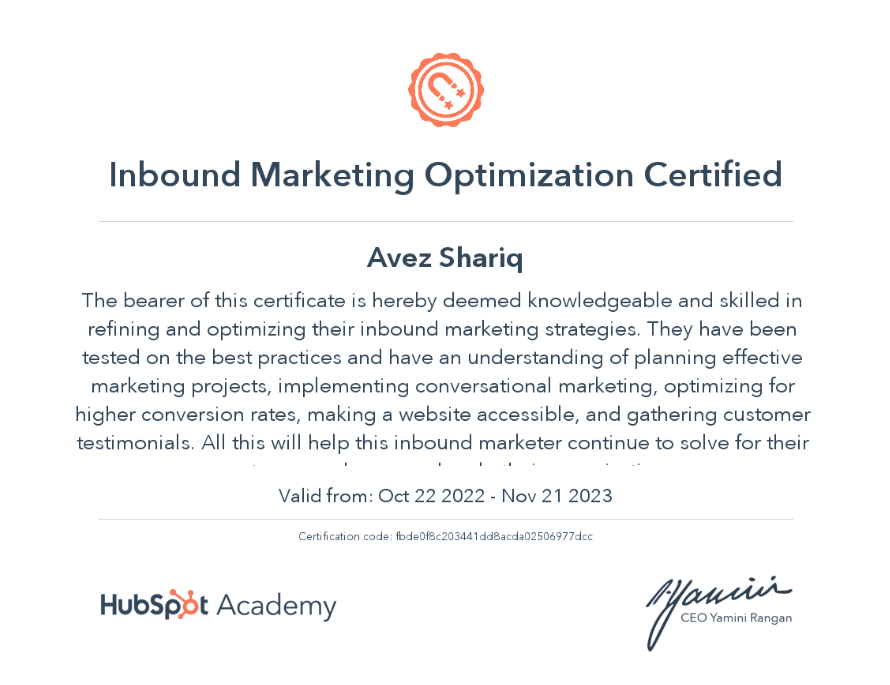 Inbound Marketing Optimization Certified
Avez Shariq
The bearer of this certificate is hereby deemed knowledgeable and skilled in
refining and optimizing their inbound marketing strategies. They have been
tested on the best practices and have an understanding of planning effective
marketing projects, implementing conversational marketing, optimizing for
higher conversion rates, making a website accessible, and gathering customer
testimonials. All this will help this inbound marketer continue to solve for their
Valid from: Oct 22 2022 - Nov 21 2023
Certification code: fbde0f8c203441dd8acda02506977dcc
HubSpot Academy
CEO Yamini Rangan